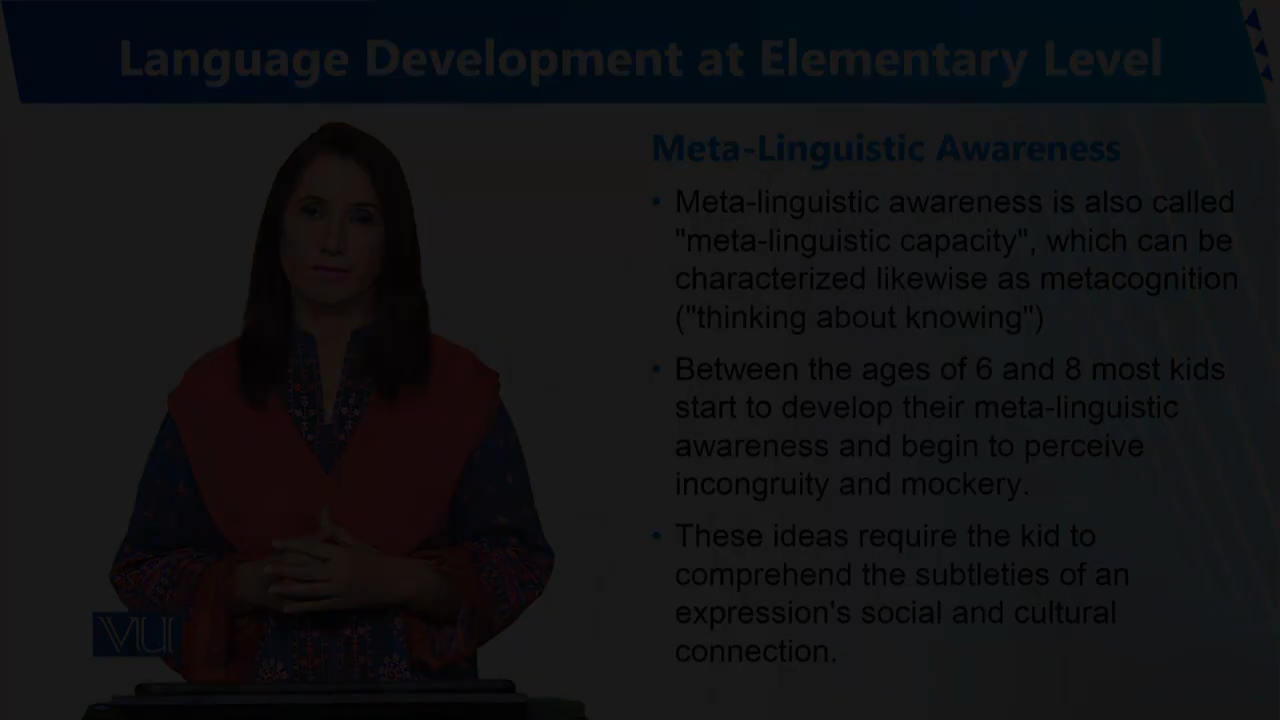 Language Development at Elementary Level
Meta-Linguistic Awareness
• Meta-linguistic awareness is also called
"meta-linguistic capacity", which can be
characterized likewise as metacognition
("thinking about knowing")
• Between the ages of 6 and 8 most kids
start to develop their meta-linguistic
awareness and begin to perceive
incongruity and mockery.
• These ideas require the kid to
comprehend the subtleties of an
expression's social and cultural
connection.
VU